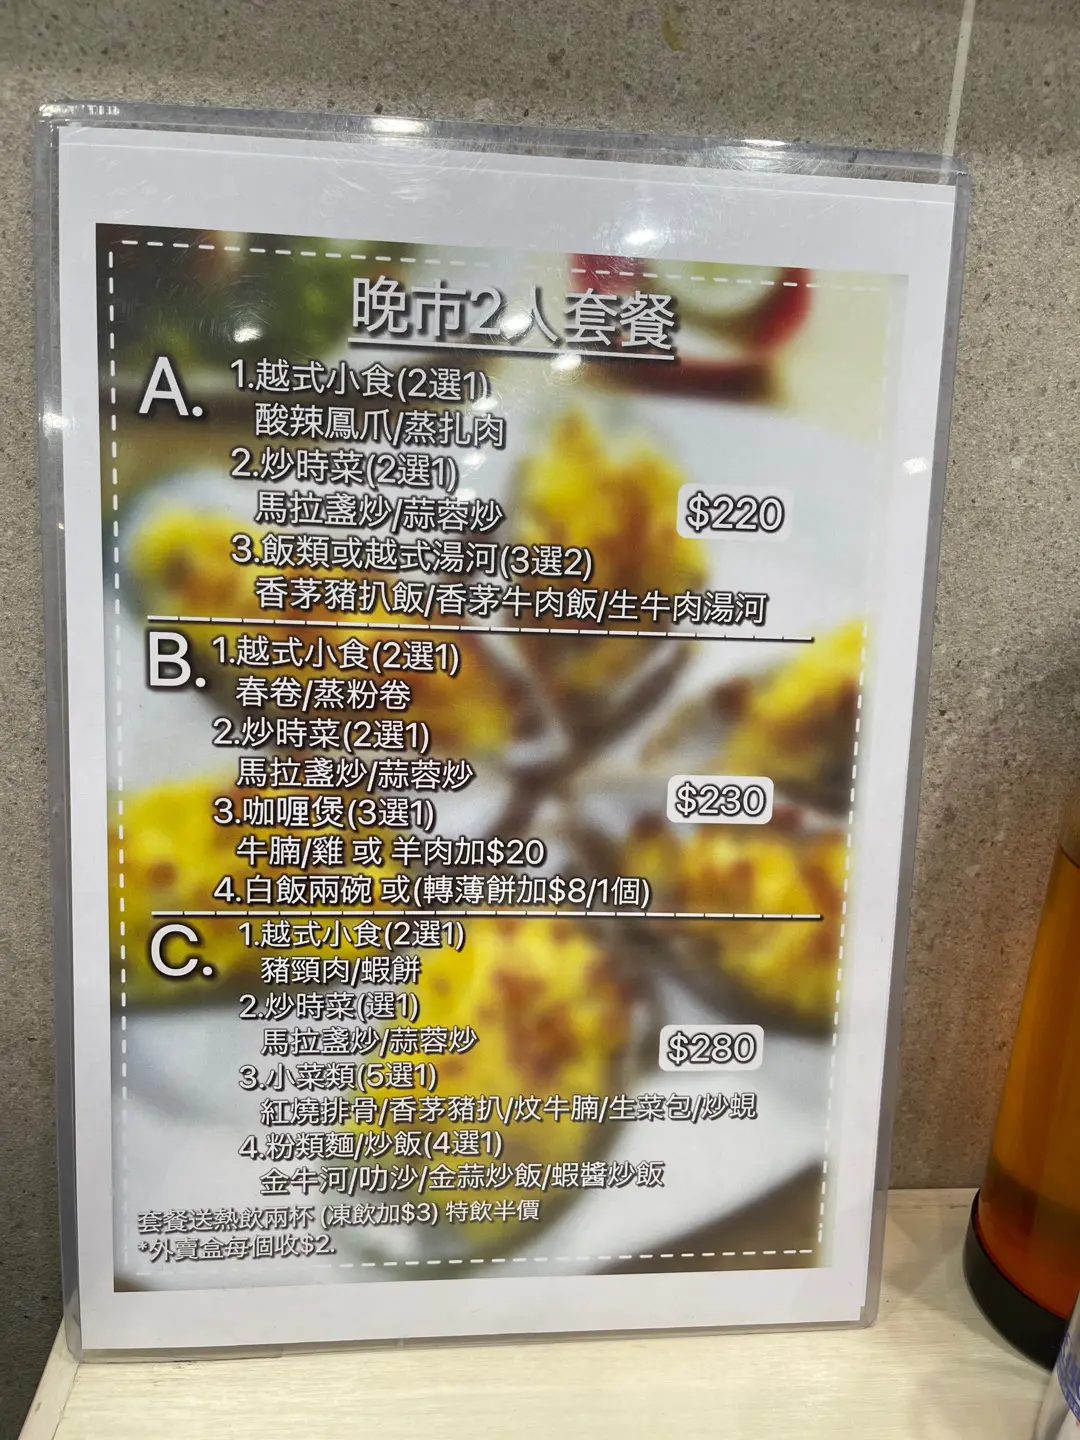 晚市2人套餐
A.
1.越式小食(2選1)
酸辣鳳爪/蒸扎肉
2.炒時菜(2選1)
馬拉盞炒/蒜蓉炒
3.飯類或越式湯河(3選2)
香茅豬扒飯/香茅牛肉飯/生牛肉湯河
$220
B.
1.越式小食(2選1)
春卷/蒸粉卷
2.炒時菜(2選1)
馬拉盞炒/蒜蓉炒
3.咖喱煲(3選1)
牛腩/雞 或 羊肉加$20
4.白飯兩碗 或(轉薄餅加$8/1個)
$230
C.
1.越式小食(2選1)
豬頸肉/蝦餅
2.炒時菜(選1)
馬拉盞炒/蒜蓉炒
3.小菜類(5選1)
紅燒排骨/香茅豬扒/炆牛腩/生菜包/炒蜆
4.粉類麵/炒飯(4選1)
金牛河/叻沙/金蒜炒飯/蝦醬炒飯
$280
套餐送熱飲兩杯 (凍飲加$3) 特飲半價
*外賣盒每個收$2.